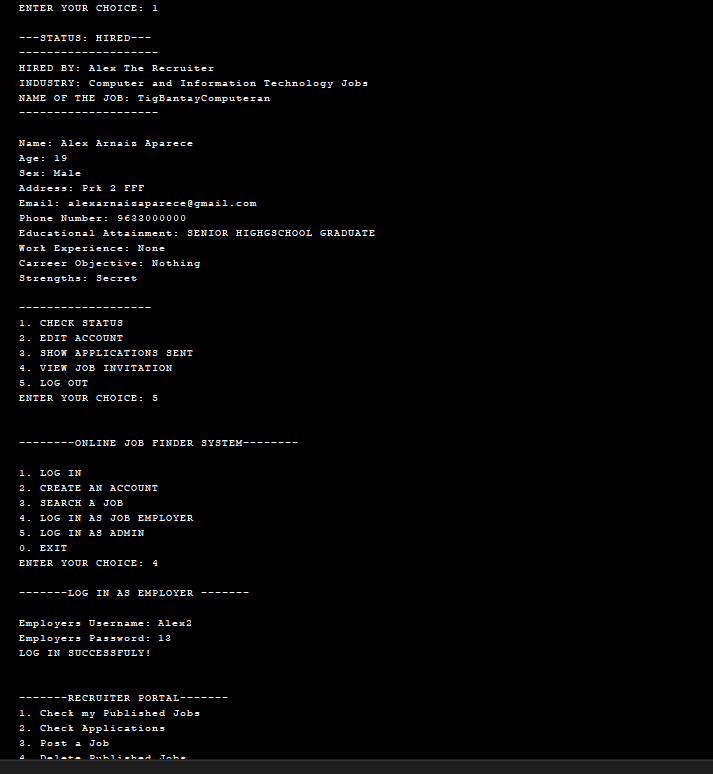 ENTER YOUR CHOICE: 1
---STATUS: HIRED---
--------------------
HIRED BY: Alex The Recruiter
INDUSTRY: Computer and Information Technology Jobs
NAME OF THE JOB: TigBantayComputeran
--------------------
Name: Alex Arnaiz Aparece
Age: 19
Sex: Male
Address: Prk 2 FFF
Email: alexarnaizaparece@gmail.com
Phone Number: 9633000000
Educational Attainment: SENIOR HIGHGSCHOOL GRADUATE
Work Experience: None
Carreer Objective: Nothing
Strengths: Secret
-------------------
1. CHECK STATUS
2. EDIT ACCOUNT
3. SHOW APPLICATIONS SENT
4. VIEW JOB INVITATION
5. LOG OUT
ENTER YOUR CHOICE: 5
--------ONLINE JOB FINDER SYSTEM--------
1. LOG IN
2. CREATE AN ACCOUNT
3. SEARCH A JOB
4. LOG IN AS JOB EMPLOYER
5. LOG IN AS ADMIN
0. EXIT
ENTER YOUR CHOICE: 4
-------LOG IN AS EMPLOYER -------
Employers Username: Alex2
Employers Password: 13
LOG IN SUCCESSFULY!
-------RECRUITER PORTAL-------
1. Check my Published Jobs
2. Check Applications
3. Post a Job
4. Delete Published Jobs